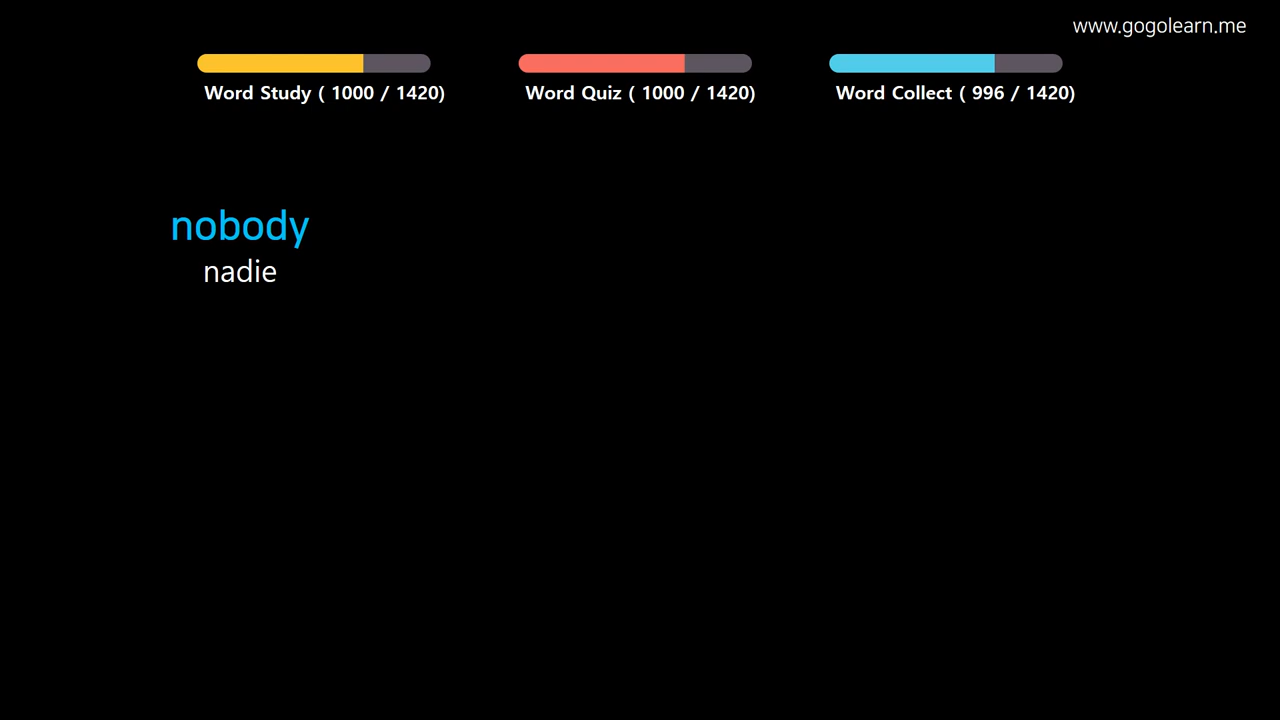 www.gogolearn.me
Word Study ( 1000 / 1420)
Word Quiz ( 1000 / 1420)
Word Collect ( 996 / 1420)
nobody
nadie